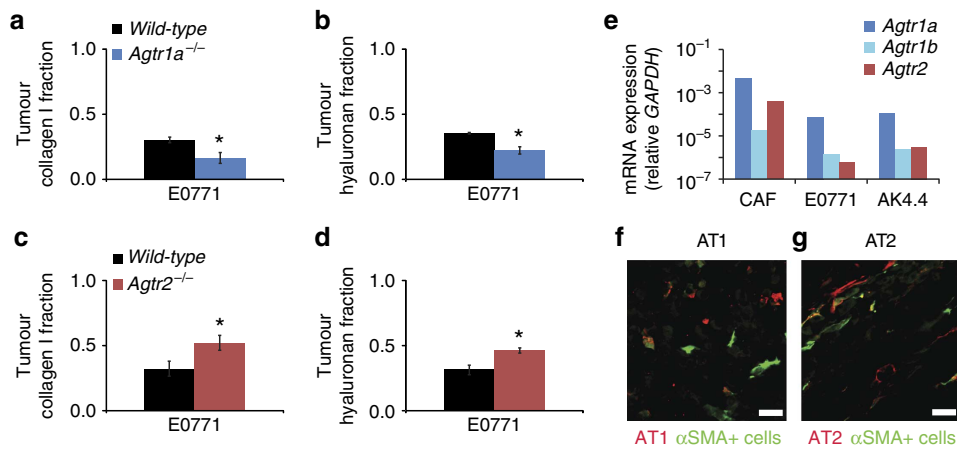 a
Wild-type
Agtr1a−/−
Tumour
collagen I fraction
1.0
0.5
0.0
*
E0771
b
Tumour
hyaluronan fraction
1.0
0.5
0.0
*
E0771
c
Wild-type
Agtr2−/−
Tumour
collagen I fraction
1.0
0.5
0.0
*
E0771
d
Tumour
hyaluronan fraction
1.0
0.5
0.0
*
E0771
e
Agtr1a
Agtr1b
Agtr2
mRNA expression
(relative GAPDH)
10−1
10−3
10−5
10−7
CAF E0771 AK4.4
f
AT1
AT1 αSMA+ cells
g
AT2
AT2 αSMA+ cells